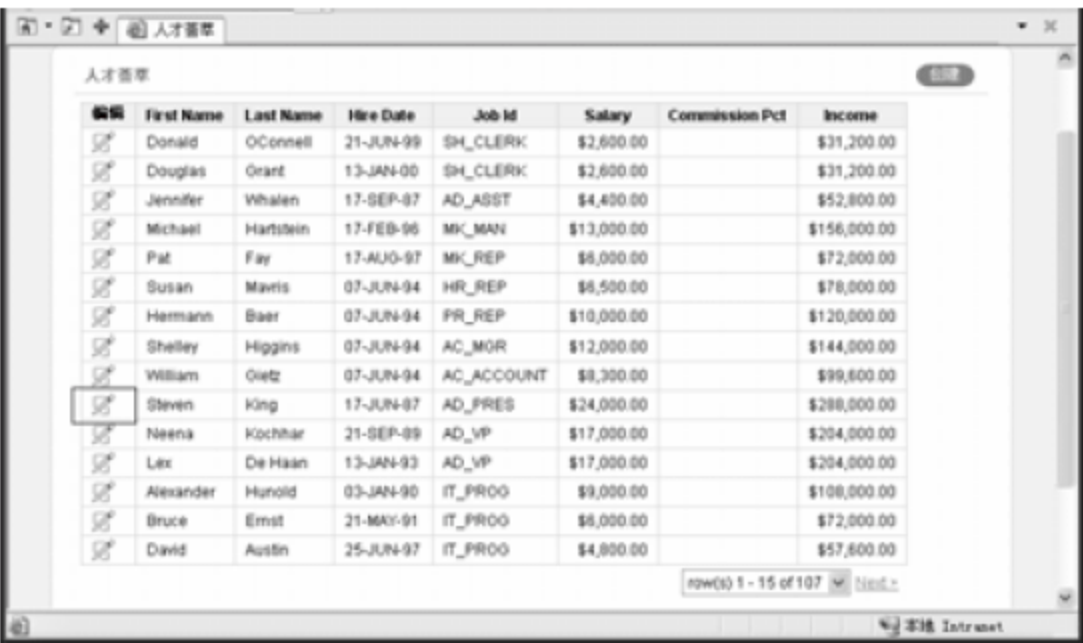 人才荟萃
人才荟萃
创建
编辑 First Name Last Name Hire Date Job Id Salary Commission Pct Income
Donald OConnell 21-JUN-99 SH_CLERK $2,600.00 $31,200.00
Douglas Grant 13-JAN-00 SH_CLERK $2,600.00 $31,200.00
Jennifer Whalen 17-SEP-87 AD_ASST $4,400.00 $52,800.00
Michael Hartstein 17-FEB-96 MK_MAN $13,000.00 $156,000.00
Pat Fay 17-AUG-97 MK_REP $6,000.00 $72,000.00
Susan Mavris 07-JUN-94 HR_REP $6,500.00 $78,000.00
Hermann Baer 07-JUN-94 PR_REP $10,000.00 $120,000.00
Shelley Higgins 07-JUN-94 AC_MGR $12,000.00 $144,000.00
William Gietz 07-JUN-94 AC_ACCOUNT $8,300.00 $99,600.00
Steven King 17-JUN-87 AD_PRES $24,000.00 $288,000.00
Neena Kochhar 21-SEP-89 AD_VP $17,000.00 $204,000.00
Lex De Haan 13-JAN-93 AD_VP $17,000.00 $204,000.00
Alexander Hunold 03-JAN-90 IT_PROG $9,000.00 $108,000.00
Bruce Ernst 21-MAY-91 IT_PROG $6,000.00 $72,000.00
David Austin 25-JUN-97 IT_PROG $4,800.00 $57,600.00
row(s) 1 - 15 of 107 Next >
本地 Intranet